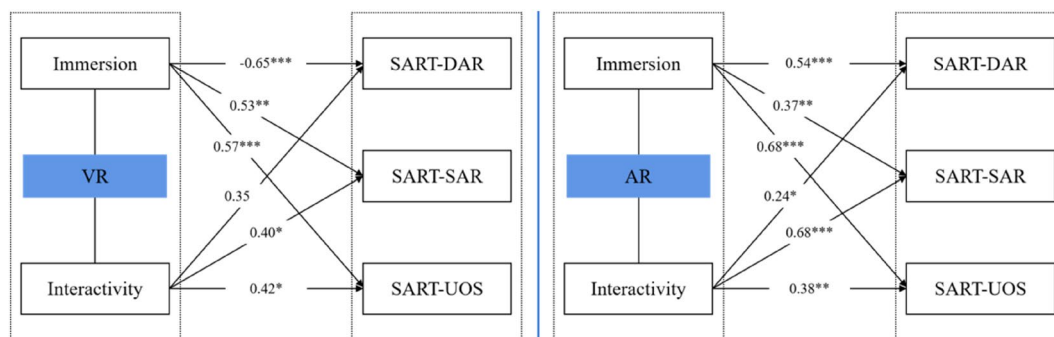 Immersion
-0.65***
SART-DAR
0.53**
0.57***
VR
SART-SAR
0.35
0.40*
Interactivity
0.42*
SART-UOS
Immersion
0.54***
SART-DAR
0.37**
0.68***
AR
SART-SAR
0.24*
0.68***
Interactivity
0.38**
SART-UOS